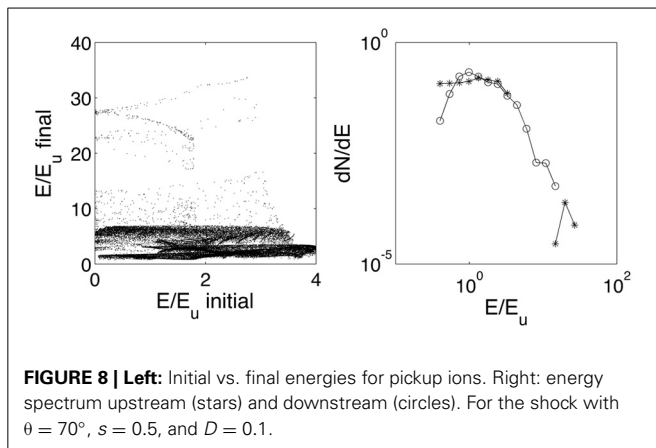 40
30
20
10
0
E/E_u final
0
2
4
E/E_u initial
10^0
10^-5
dN/dE
10^0
10^2
E/E_u
FIGURE 8 | Left: Initial vs. final energies for pickup ions. Right: energy
spectrum upstream (stars) and downstream (circles). For the shock with
θ = 70°, s = 0.5, and D = 0.1.